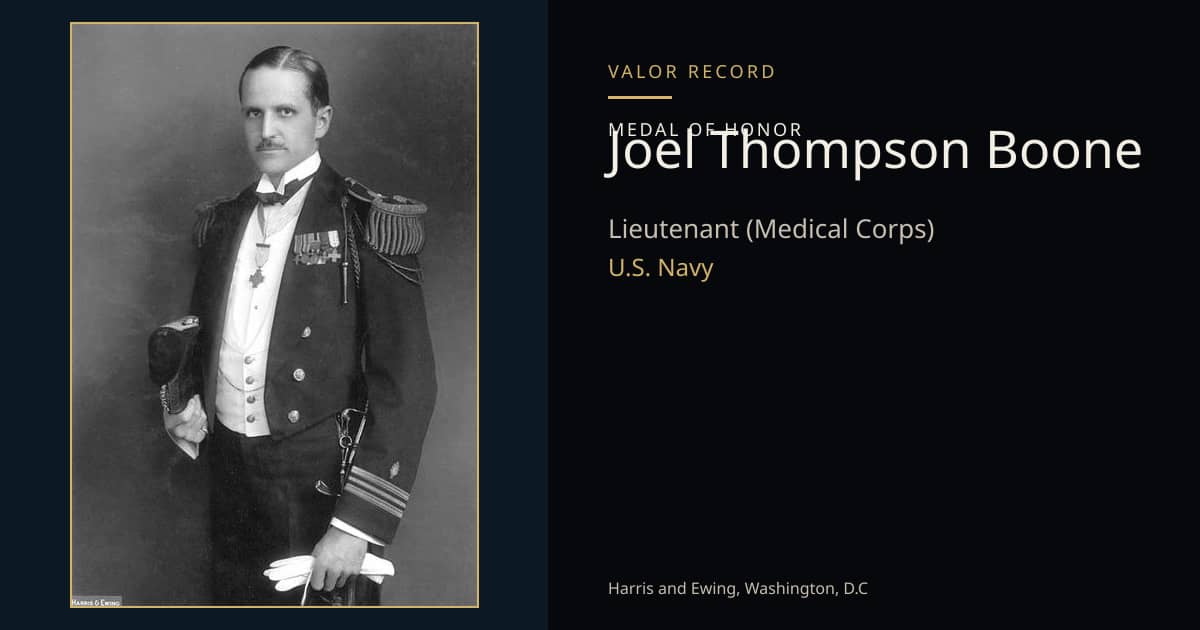 VALOR RECORD
MEDAL OF HONOR
Joel Thompson Boone
Lieutenant (Medical Corps)
U.S. Navy
Harris and Ewing, Washington, D.C
HARRIS & EWING